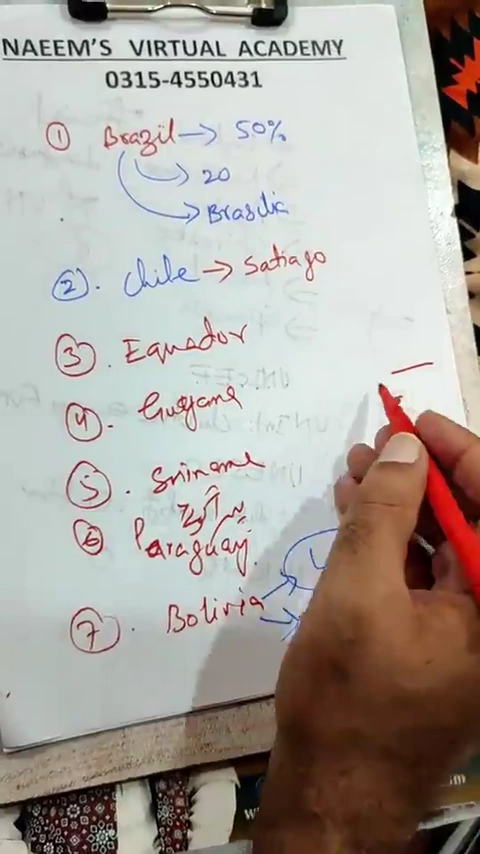 NAEEM'S VIRTUAL ACADEMY
0315-4550431
① Brazil → 50%
→ 20
→ Brasilia
②. Chile → Satiago
③. Equador
④. Guyana
⑤. Sriname
⑥ Paraguay.
⑦. Bolivia →